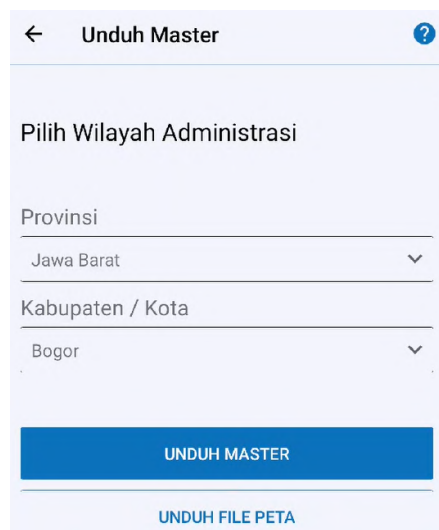 Unduh Master
?
Pilih Wilayah Administrasi
Provinsi
Jawa Barat
Kabupaten / Kota
Bogor
UNDUH MASTER
UNDUH FILE PETA